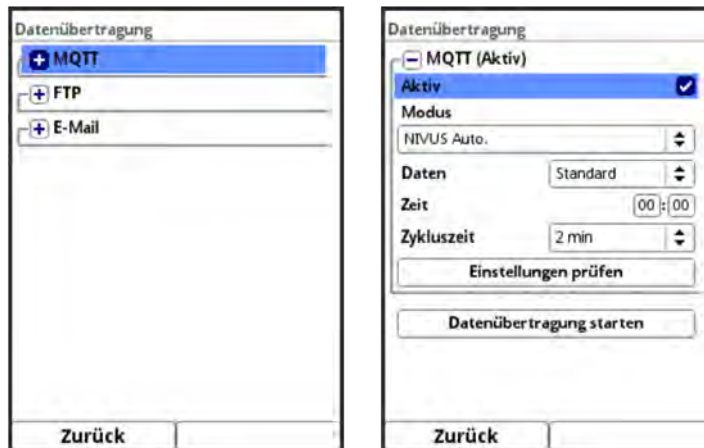 Datenübertragung
MQTT
FTP
E-Mail
Zurück
Datenübertragung
MQTT (Aktiv)
Aktiv
Modus
NIVUS Auto.
Daten Standard
Zeit 00:00
Zykluszeit 2 min
Einstellungen prüfen
Datenübertragung starten
Zurück